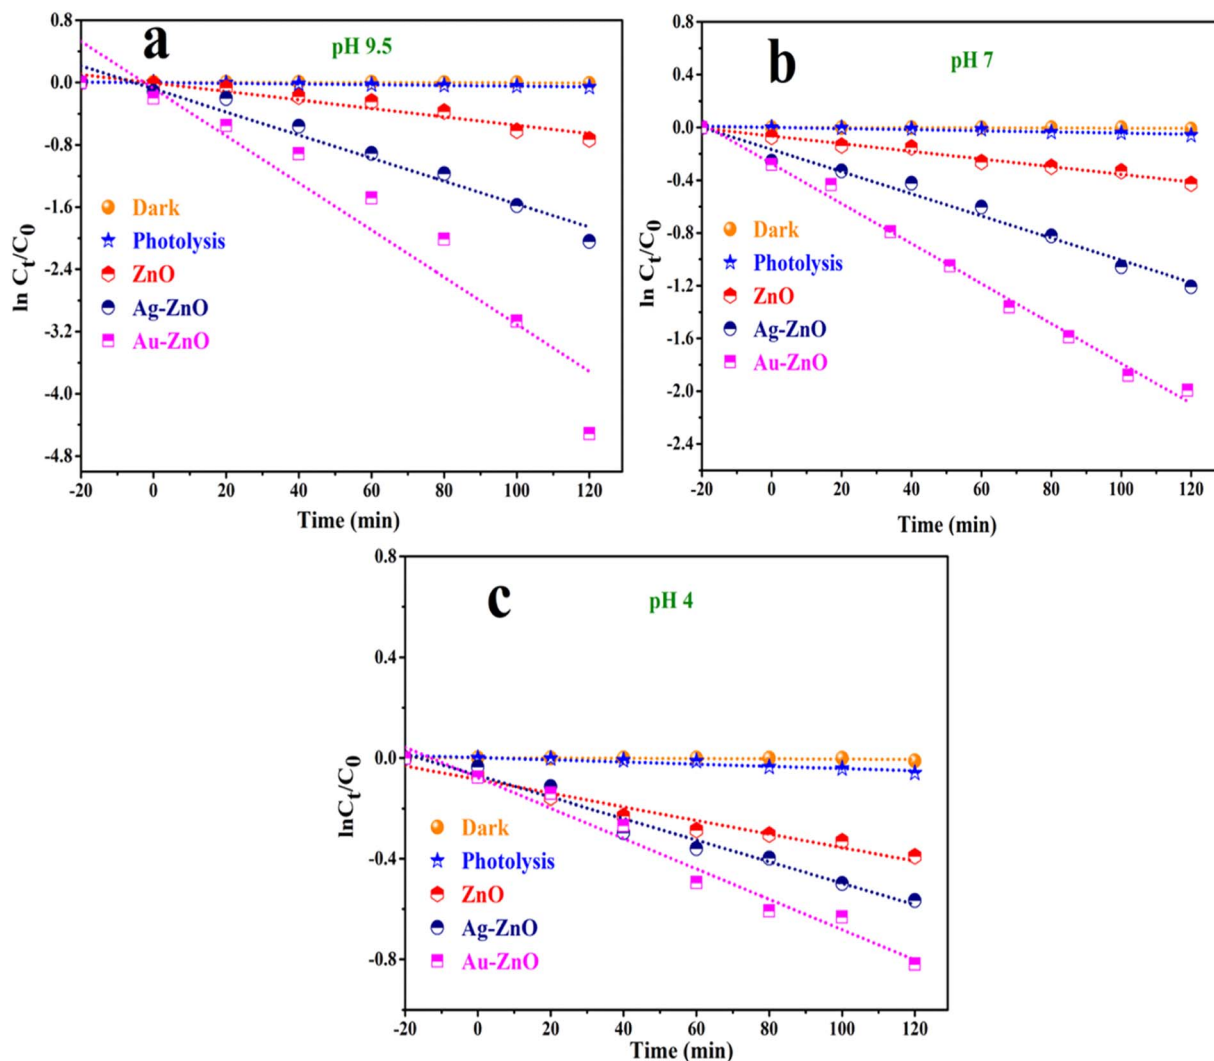 a
pH 9.5
0.8
0.0
-0.8
-1.6
-2.4
-3.2
-4.0
-4.8
ln Ct/C0
Dark
Photolysis
ZnO
Ag-ZnO
Au-ZnO
-20 0 20 40 60 80 100 120
Time (min)
b
pH 7
0.8
0.4
0.0
-0.4
-0.8
-1.2
-1.6
-2.0
-2.4
ln Ct/C0
Dark
Photolysis
ZnO
Ag-ZnO
Au-ZnO
-20 0 20 40 60 80 100 120
Time (min)
c
pH 4
0.8
0.4
0.0
-0.4
-0.8
lnCt/C0
Dark
Photolysis
ZnO
Ag-ZnO
Au-ZnO
-20 0 20 40 60 80 100 120
Time (min)